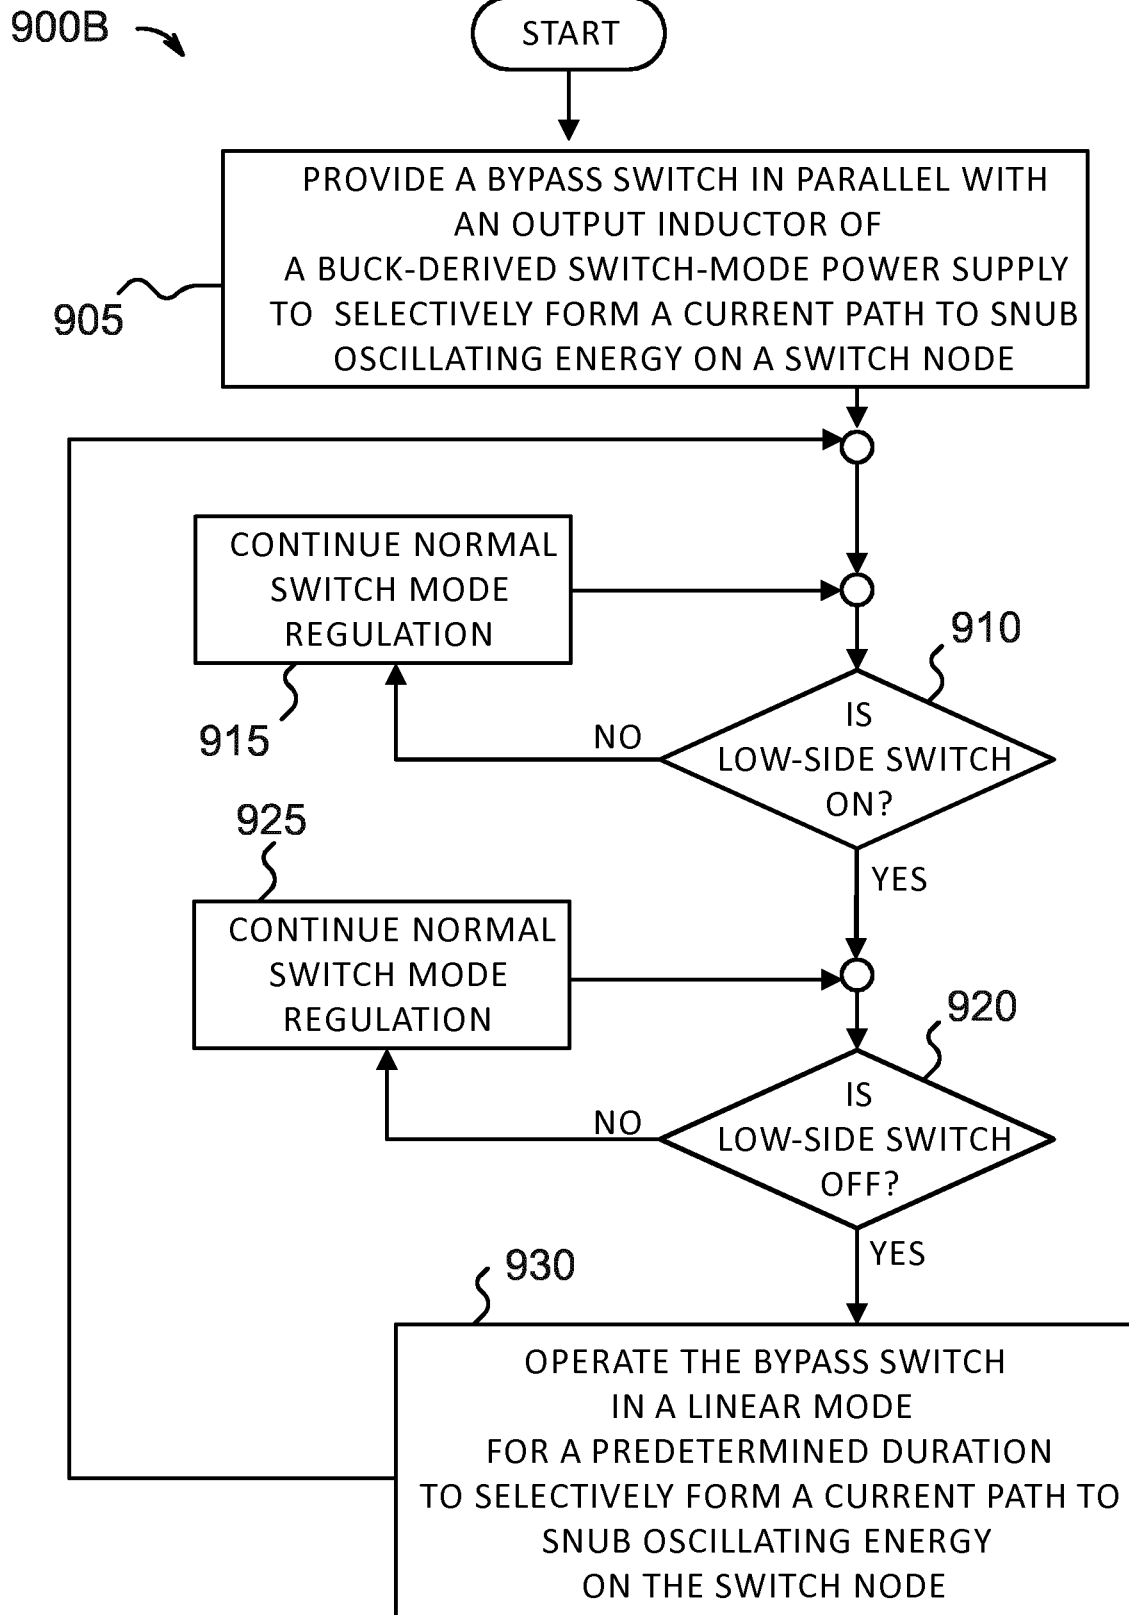 900B
START
PROVIDE A BYPASS SWITCH IN PARALLEL WITH
AN OUTPUT INDUCTOR OF
A BUCK-DERIVED SWITCH-MODE POWER SUPPLY
TO SELECTIVELY FORM A CURRENT PATH TO SNUB
OSCILLATING ENERGY ON A SWITCH NODE
905
CONTINUE NORMAL
SWITCH MODE
REGULATION
915
910
IS
LOW-SIDE SWITCH
ON?
NO
YES
925
CONTINUE NORMAL
SWITCH MODE
REGULATION
920
IS
LOW-SIDE SWITCH
OFF?
NO
YES
930
OPERATE THE BYPASS SWITCH
IN A LINEAR MODE
FOR A PREDETERMINED DURATION
TO SELECTIVELY FORM A CURRENT PATH TO
SNUB OSCILLATING ENERGY
ON THE SWITCH NODE